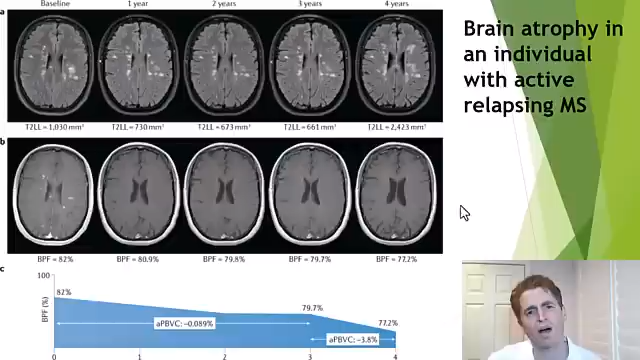 Baseline 1 year 2 years 3 years 4 years
a
T2LL = 1,030 mm³ T2LL = 730 mm³ T2LL = 673 mm³ T2LL = 661 mm³ T2LL = 2,423 mm³
b
BPF = 82% BPF = 80.9% BPF = 79.8% BPF = 79.7% BPF = 77.2%
c
100
BPF (%)
82%
79.7%
77.2%
aPBVC: −0.089%
aPBVC: −3.8%
0 1 2 3 4
Brain atrophy in
an individual
with active
relapsing MS